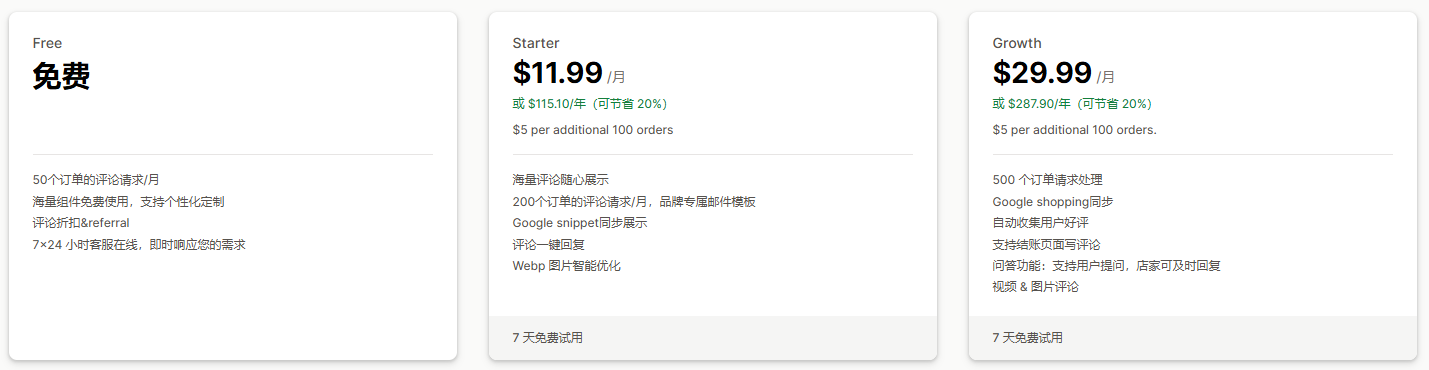 Free
免费
50个订单的评论请求/月
海量组件免费使用，支持个性化定制
评论折扣&referral
7×24 小时客服在线，即时响应您的需求
Starter
$11.99 /月
或 $115.10/年（可节省 20%）
$5 per additional 100 orders
海量评论随心展示
200个订单的评论请求/月，品牌专属邮件模板
Google snippet同步展示
评论一键回复
Webp 图片智能优化
7 天免费试用
Growth
$29.99 /月
或 $287.90/年（可节省 20%）
$5 per additional 100 orders.
500 个订单请求处理
Google shopping同步
自动收集用户好评
支持结账页面写评论
问答功能：支持用户提问，店家可及时回复
视频 & 图片评论
7 天免费试用